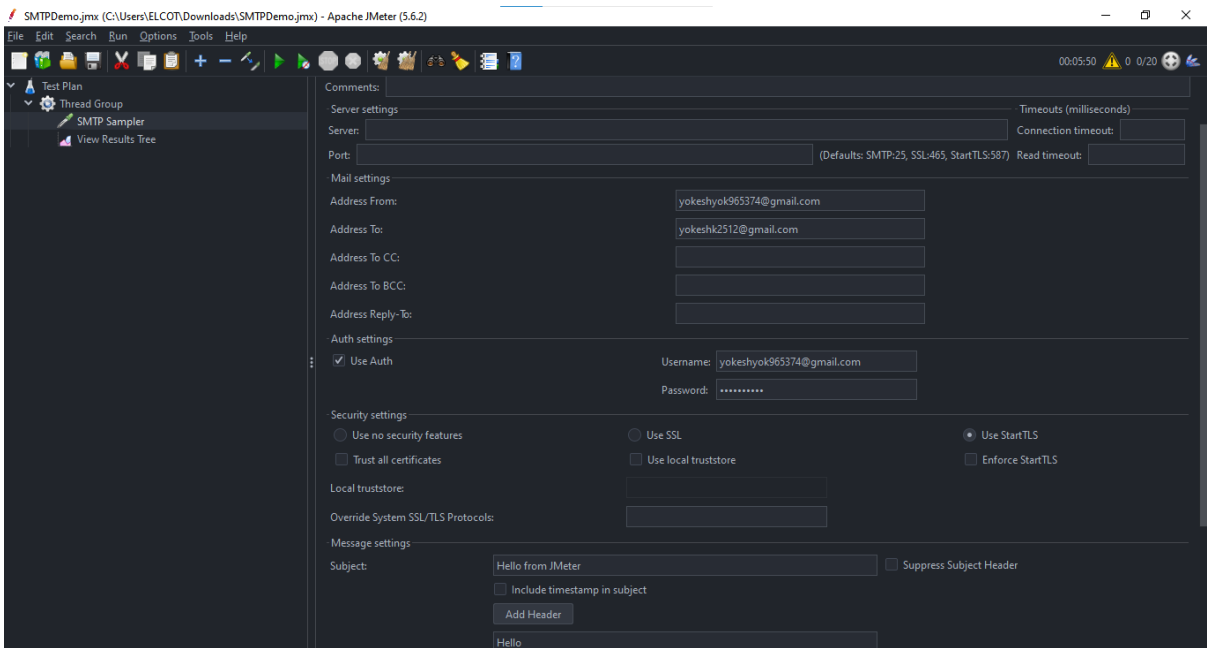 SMTPDemo.jmx (C:\Users\ELCOT\Downloads\SMTPDemo.jmx) - Apache JMeter (5.6.2)
File Edit Search Run Options Tools Help
00:05:50 0 0/20
Test Plan
Thread Group
SMTP Sampler
View Results Tree
Comments:
Server settings
Timeouts (milliseconds)
Server:
Connection timeout:
Port:
(Defaults: SMTP:25, SSL:465, StartTLS:587)
Read timeout:
Mail settings
Address From: yokeshyok965374@gmail.com
Address To: yokeshk2512@gmail.com
Address To CC:
Address To BCC:
Address Reply-To:
Auth settings
Use Auth
Username: yokeshyok965374@gmail.com
Password: ••••••••••
Security settings
Use no security features
Use SSL
Use StartTLS
Trust all certificates
Use local truststore
Enforce StartTLS
Local truststore:
Override System SSL/TLS Protocols:
Message settings
Subject: Hello from JMeter
Suppress Subject Header
Include timestamp in subject
Add Header
Hello